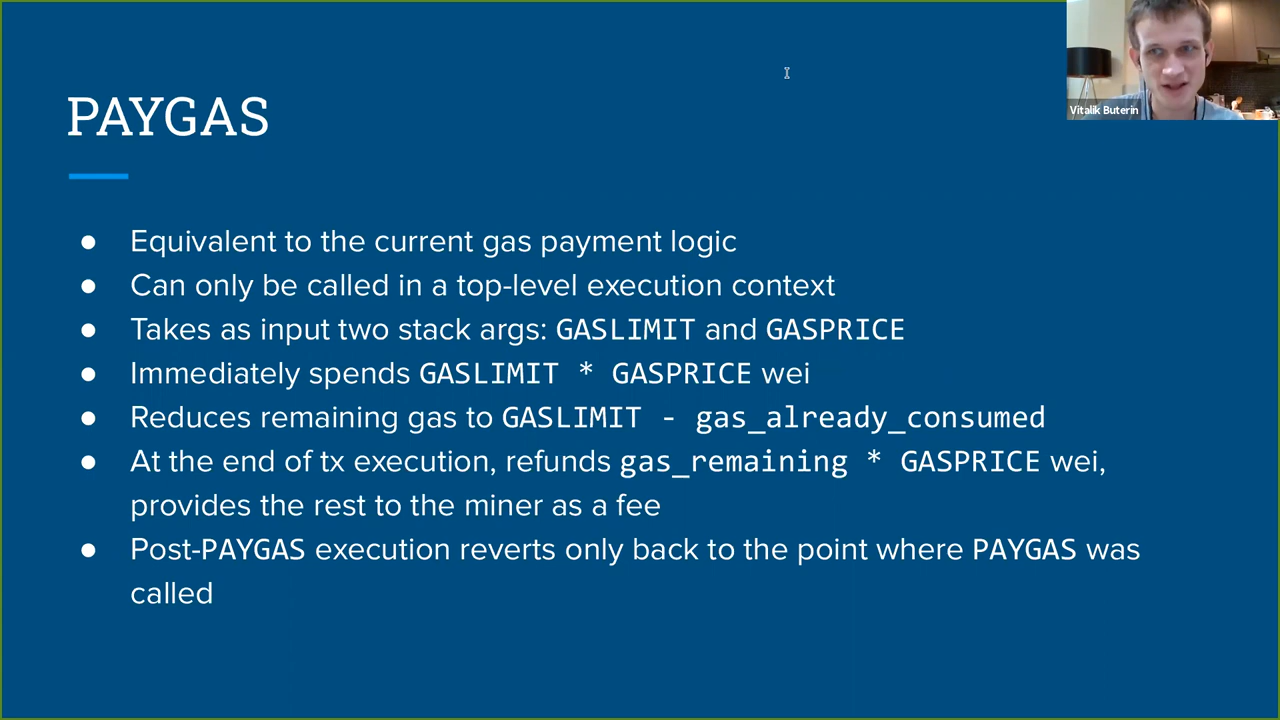 PAYGAS
Vitalik Buterin
● Equivalent to the current gas payment logic
● Can only be called in a top-level execution context
● Takes as input two stack args: GASLIMIT and GASPRICE
● Immediately spends GASLIMIT * GASPRICE wei
● Reduces remaining gas to GASLIMIT - gas_already_consumed
● At the end of tx execution, refunds gas_remaining * GASPRICE wei,
provides the rest to the miner as a fee
● Post-PAYGAS execution reverts only back to the point where PAYGAS was
called